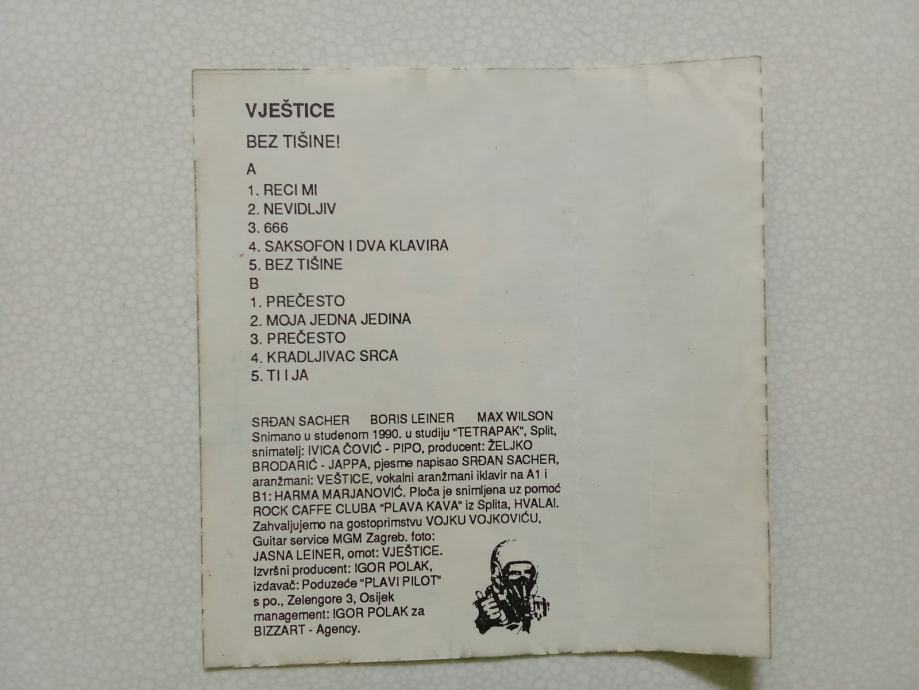 VJEŠTICE
BEZ TIŠINE!
A
1. RECI MI
2. NEVIDLJIV
3. 666
4. SAKSOFON I DVA KLAVIRA
5. BEZ TIŠINE
B
1. PREČESTO
2. MOJA JEDNA JEDINA
3. PREČESTO
4. KRADLJIVAC SRCA
5. TI I JA
SRĐAN SACHER BORIS LEINER MAX WILSON
Snimano u studenom 1990. u studiju "TETRAPAK", Split,
snimatelj: IVICA ČOVIĆ - PIPO, producent: ŽELJKO
BRODARIĆ - JAPPA, pjesme napisao SRĐAN SACHER,
aranžmani: VEŠTICE, vokalni aranžmani iklavir na A1 i
B1: HARMA MARJANOVIĆ. Ploča je snimljena uz pomoć
ROCK CAFFE CLUBA "PLAVA KAVA" iz Splita, HVALA!.
Zahvaljujemo na gostoprimstvu VOJKU VOJKOVIĆU,
Guitar service MGM Zagreb. foto:
JASNA LEINER, omot: VJEŠTICE.
Izvršni producent: IGOR POLAK,
izdavač: Poduzeće "PLAVI PILOT"
s po., Zelengore 3, Osijek
management: IGOR POLAK za
BIZZART - Agency.